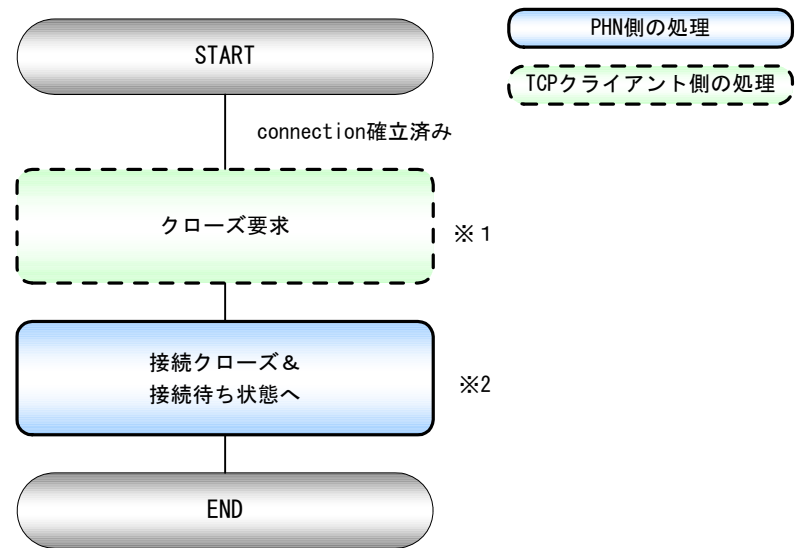 START
PHN側の処理
TCPクライアント側の処理
connection確立済み
クローズ要求
※１
接続クローズ＆
接続待ち状態へ
※2
END